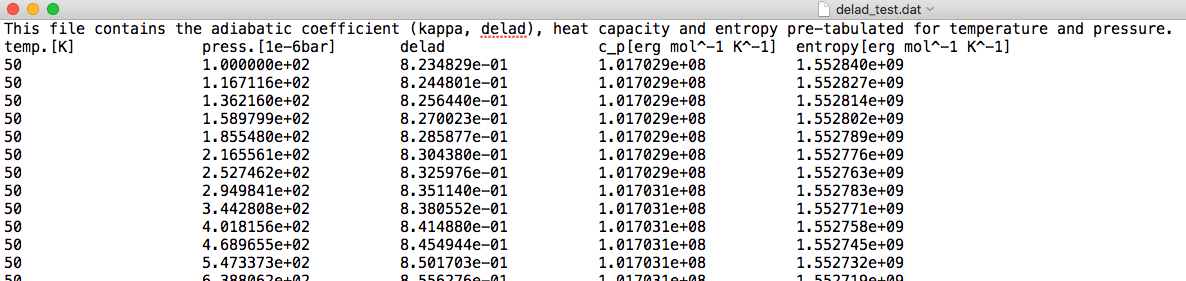 delad_test.dat
This file contains the adiabatic coefficient (kappa, delad), heat capacity and entropy pre-tabulated for temperature and pressure.
temp.[K] press.[1e-6bar] delad c_p[erg mol^-1 K^-1] entropy[erg mol^-1 K^-1]
50 1.000000e+02 8.234829e-01 1.017029e+08 1.552840e+09
50 1.167116e+02 8.244801e-01 1.017029e+08 1.552827e+09
50 1.362160e+02 8.256440e-01 1.017029e+08 1.552814e+09
50 1.589799e+02 8.270023e-01 1.017029e+08 1.552802e+09
50 1.855480e+02 8.285877e-01 1.017029e+08 1.552789e+09
50 2.165561e+02 8.304380e-01 1.017029e+08 1.552776e+09
50 2.527462e+02 8.325976e-01 1.017029e+08 1.552763e+09
50 2.949841e+02 8.351140e-01 1.017031e+08 1.552783e+09
50 3.442808e+02 8.380552e-01 1.017031e+08 1.552771e+09
50 4.018156e+02 8.414880e-01 1.017031e+08 1.552758e+09
50 4.689655e+02 8.454944e-01 1.017031e+08 1.552745e+09
50 5.473373e+02 8.501703e-01 1.017031e+08 1.552732e+09
50 6.388062e+02 8.556276e-01 1.017031e+08 1.552719e+09